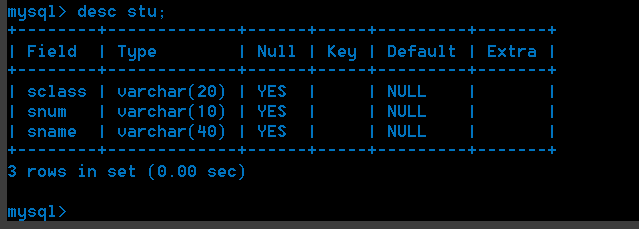 mysql> desc stu;
+--------+-------------+------+-----+---------+-------+
| Field  | Type        | Null | Key | Default | Extra |
+--------+-------------+------+-----+---------+-------+
| sclass | varchar(20) | YES  |     | NULL    |       |
| snum   | varchar(10) | YES  |     | NULL    |       |
| sname  | varchar(40) | YES  |     | NULL    |       |
+--------+-------------+------+-----+---------+-------+
3 rows in set (0.00 sec)
mysql>